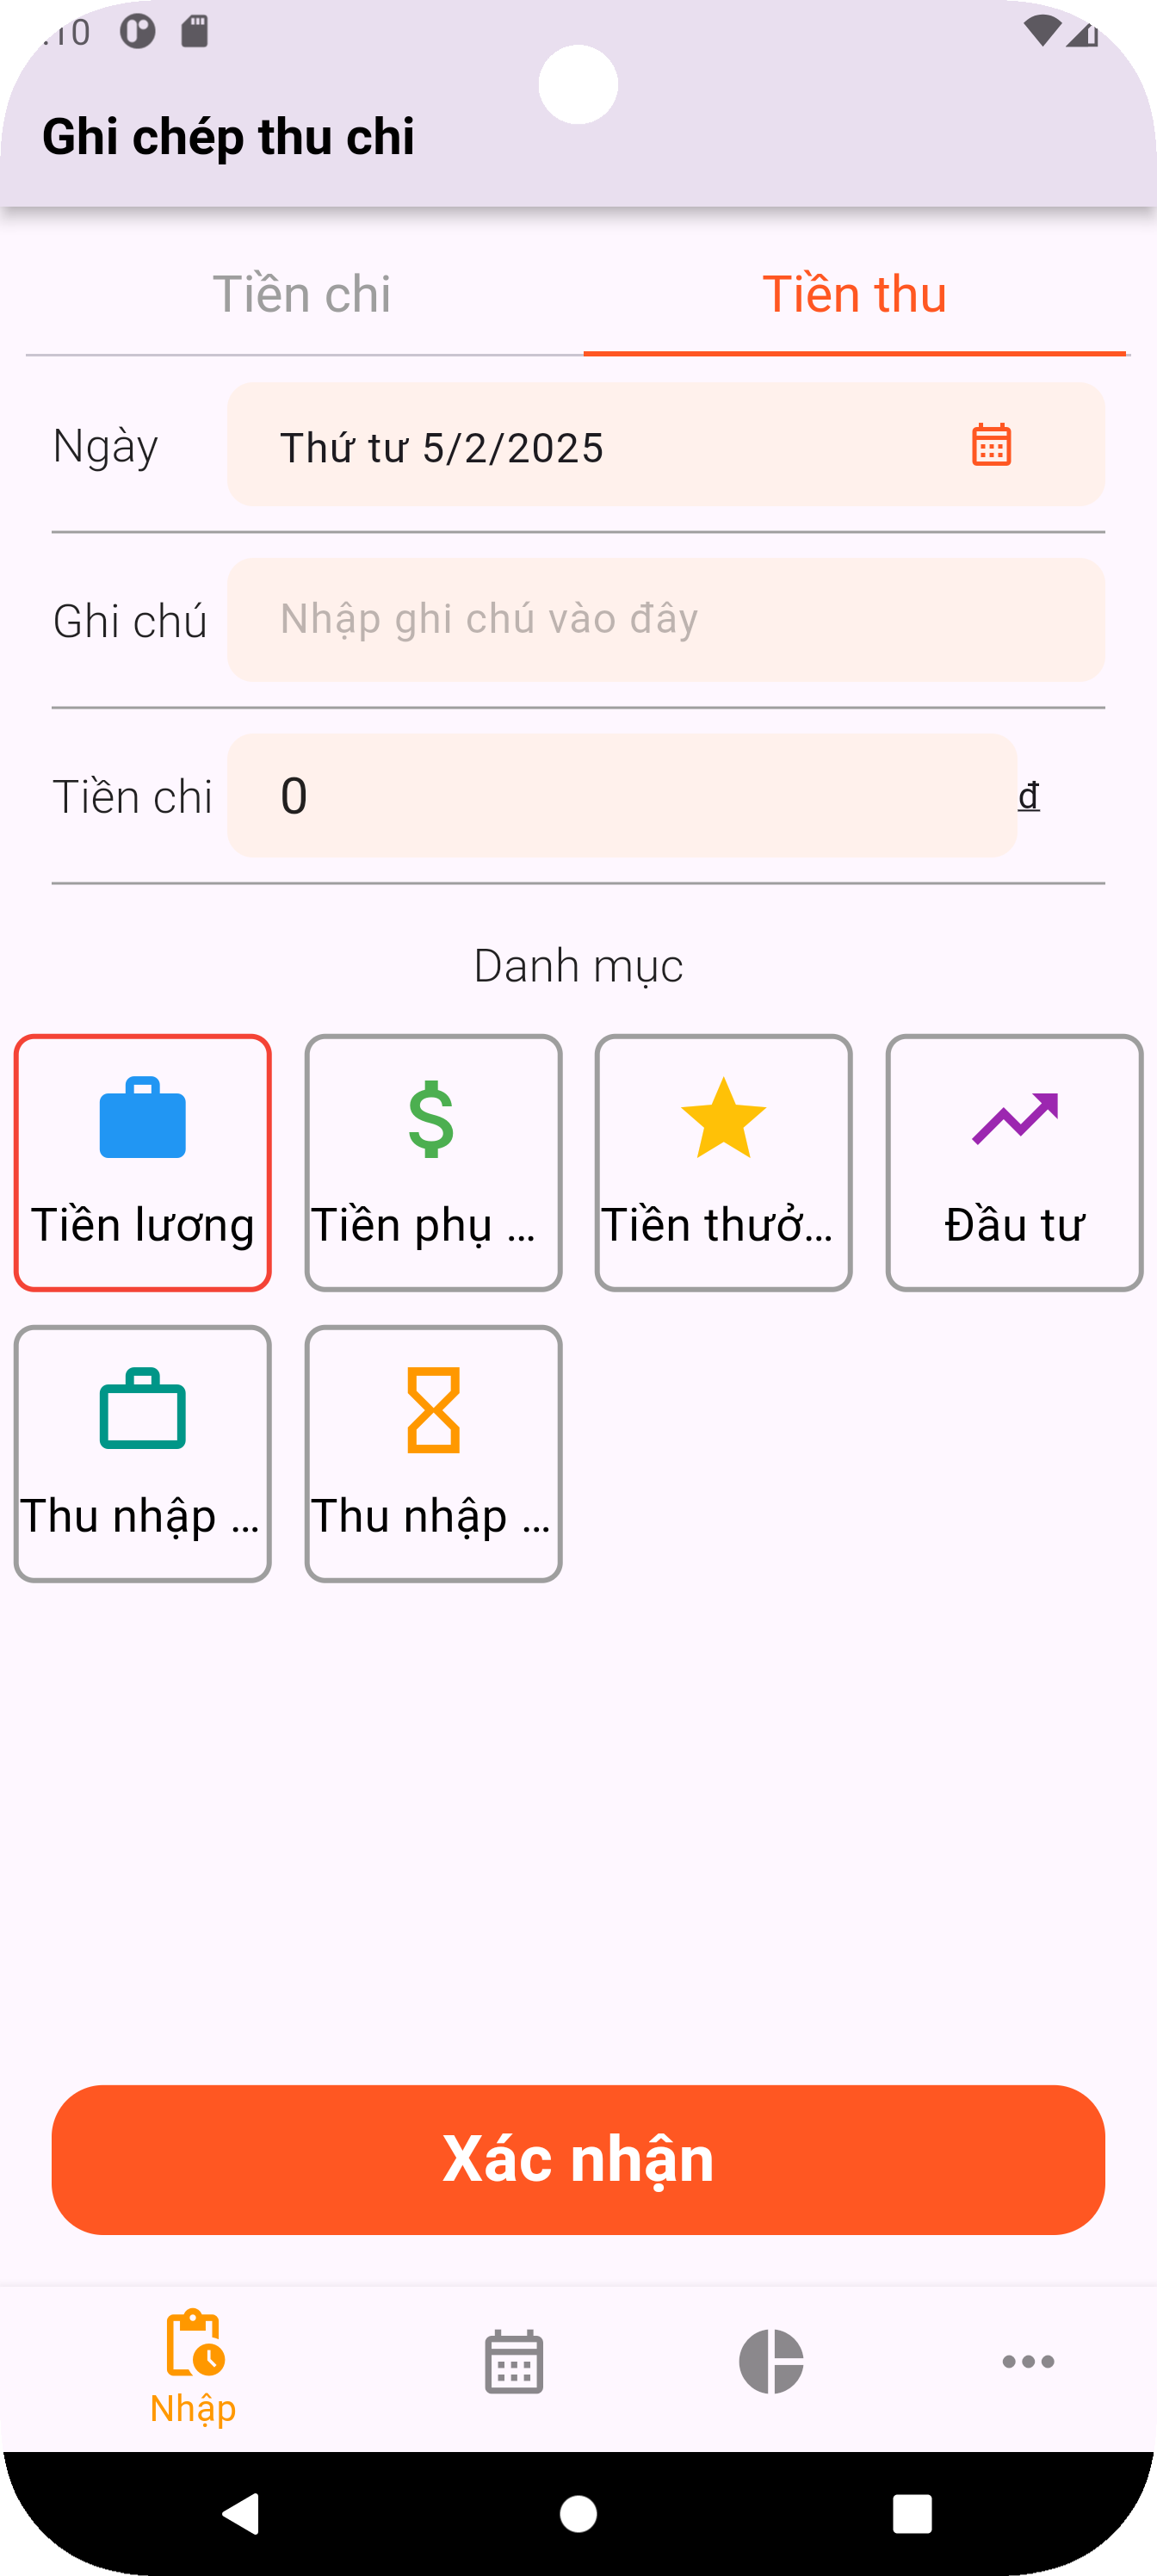 :10
Ghi chép thu chi
Tiền chi Tiền thu
Ngày Thứ tư 5/2/2025
Ghi chú Nhập ghi chú vào đây
Tiền chi 0 đ
Danh mục
Tiền lương Tiền phụ ... Tiền thưở... Đầu tư
Thu nhập ... Thu nhập ...
Xác nhận
Nhập